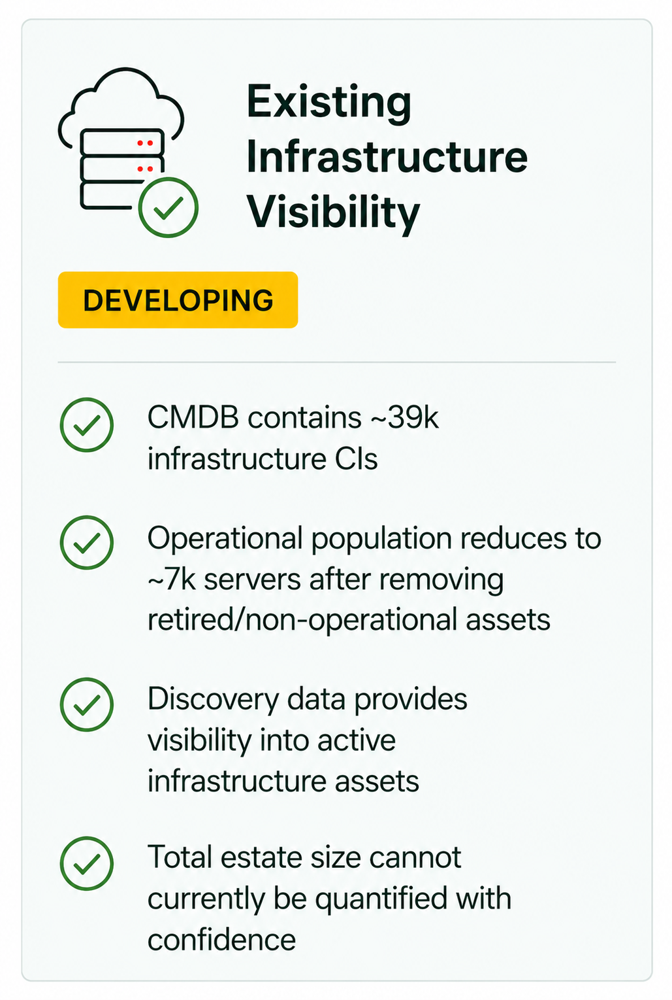 Existing
Infrastructure
Visibility
DEVELOPING
CMDB contains ~39k
infrastructure CIs
Operational population reduces to
~7k servers after removing
retired/non-operational assets
Discovery data provides
visibility into active
infrastructure assets
Total estate size cannot
currently be quantified with
confidence